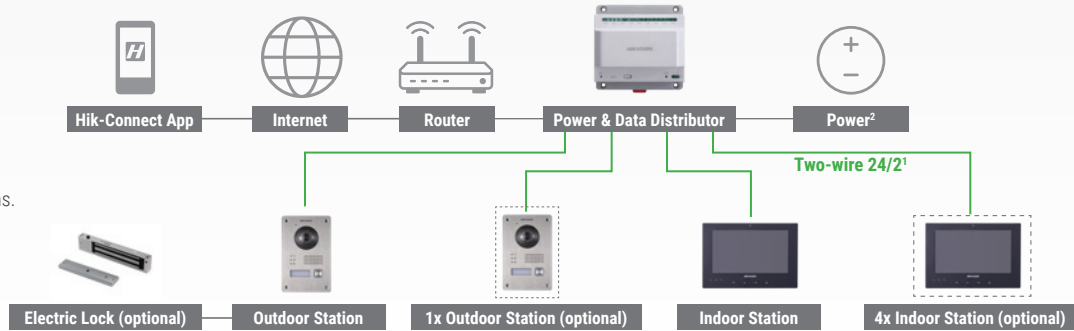 Hik-Connect App
Internet
Router
Power & Data Distributor
Power²
Two-wire 24/2¹
ns.
Electric Lock (optional)
Outdoor Station
1x Outdoor Station (optional)
Indoor Station
4x Indoor Station (optional)